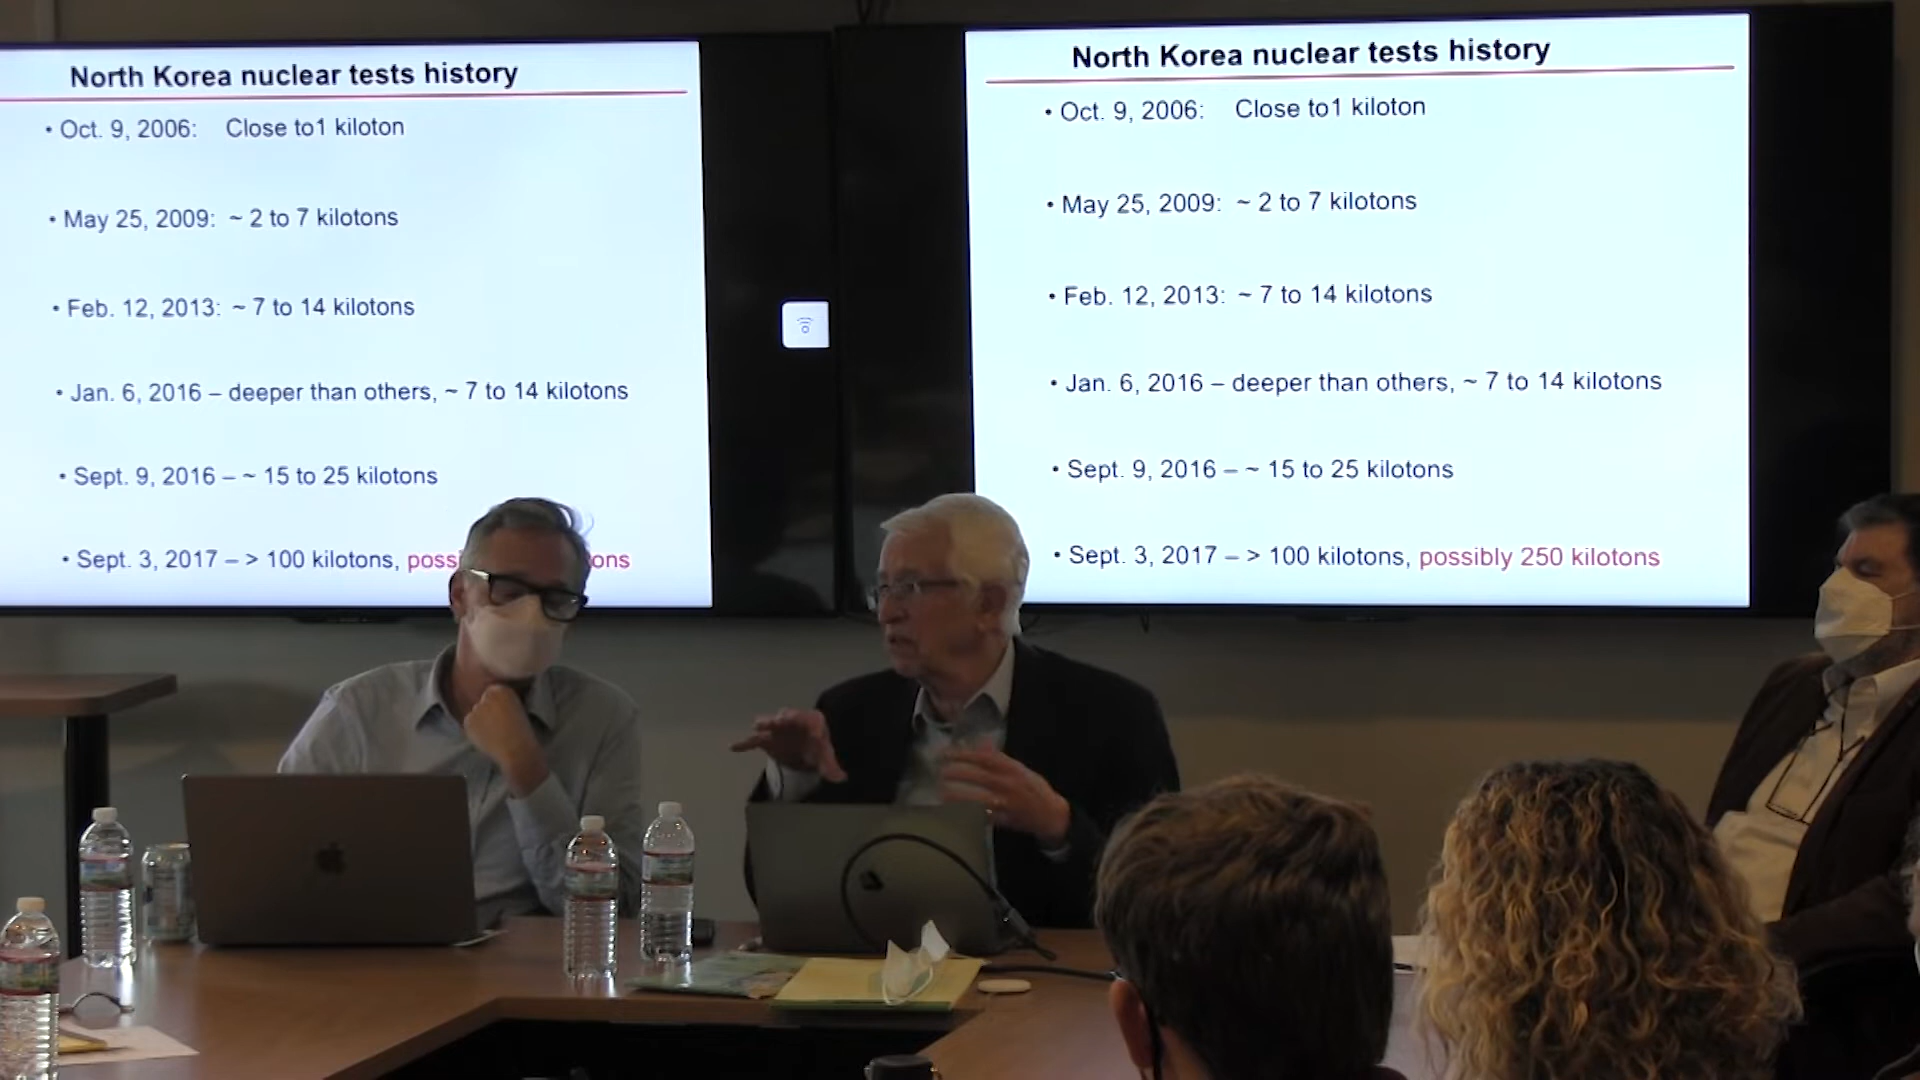 North Korea nuclear tests history
• Oct. 9, 2006: Close to1 kiloton
• May 25, 2009: ~ 2 to 7 kilotons
• Feb. 12, 2013: ~ 7 to 14 kilotons
• Jan. 6, 2016 – deeper than others, ~ 7 to 14 kilotons
• Sept. 9, 2016 – ~ 15 to 25 kilotons
• Sept. 3, 2017 – > 100 kilotons,
North Korea nuclear tests history
• Oct. 9, 2006: Close to1 kiloton
• May 25, 2009: ~ 2 to 7 kilotons
• Feb. 12, 2013: ~ 7 to 14 kilotons
• Jan. 6, 2016 – deeper than others, ~ 7 to 14 kilotons
• Sept. 9, 2016 – ~ 15 to 25 kilotons
• Sept. 3, 2017 – > 100 kilotons, possibly 250 kilotons